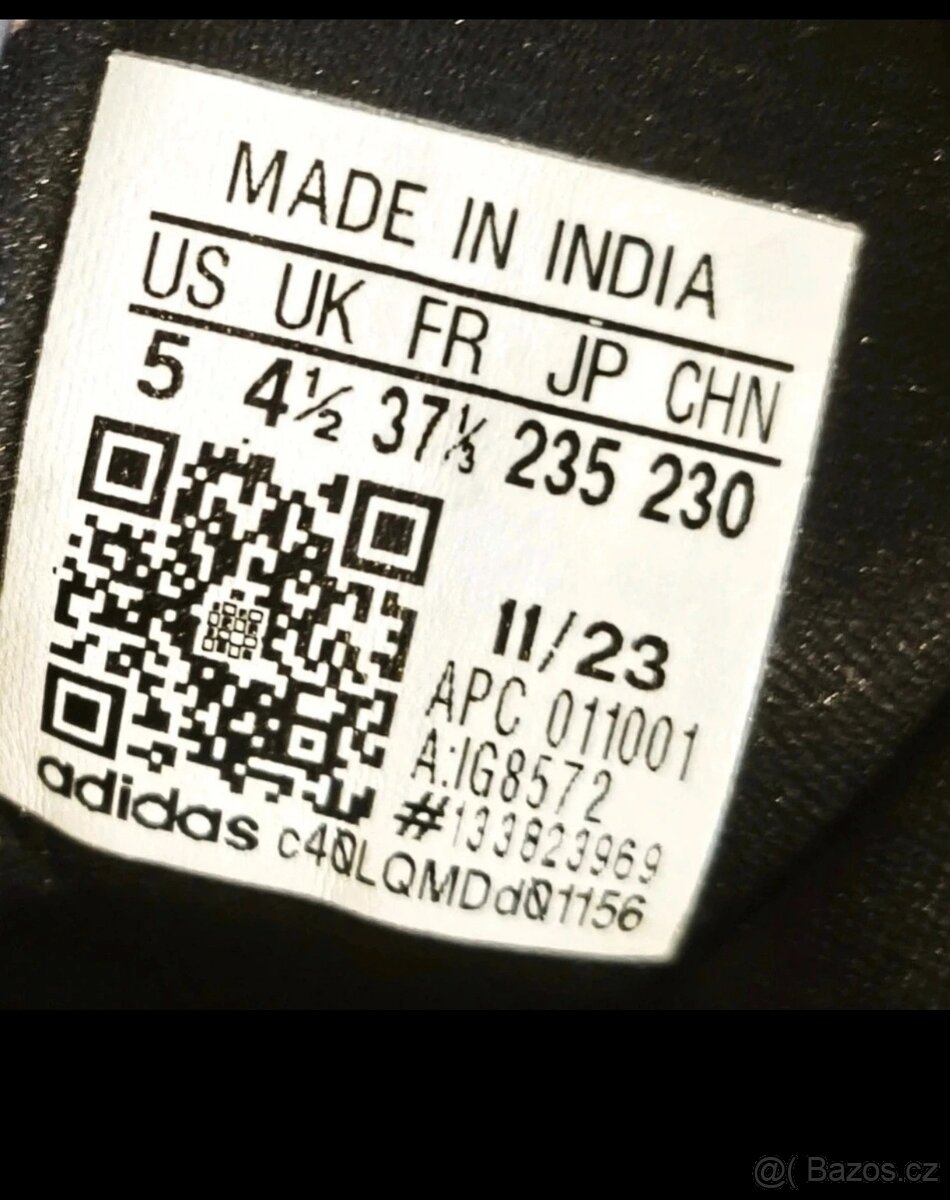 MADE IN INDIA
US UK FR JP CHN
5 4½ 37⅓ 235 230
11/23
APC 011001
A:IG8572
#133823969
adidas c40LQMDd01156
@( Bazos.cz